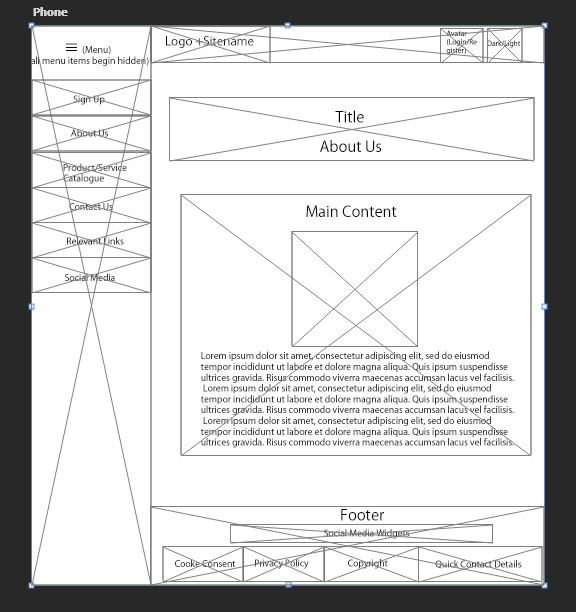 Phone
(Menu)
all menu items begin hidden)
Logo +Sitename
Avatar
(Login/Re
gister)
Dark/Light
Sign Up
About Us
Product/Service
Catalogue
Contact Us
Relevant Links
Social Media
Title
About Us
Main Content
Lorem ipsum dolor sit amet, consectetur adipiscing elit, sed do eiusmod
tempor incididunt ut labore et dolore magna aliqua. Quis ipsum suspendisse
ultrices gravida. Risus commodo viverra maecenas accumsan lacus vel facilisis.
Lorem ipsum dolor sit amet, consectetur adipiscing elit, sed do eiusmod
tempor incididunt ut labore et dolore magna aliqua. Quis ipsum suspendisse
ultrices gravida. Risus commodo viverra maecenas accumsan lacus vel facilisis.
Lorem ipsum dolor sit amet, consectetur adipiscing elit, sed do eiusmod
tempor incididunt ut labore et dolore magna aliqua. Quis ipsum suspendisse
ultrices gravida. Risus commodo viverra maecenas accumsan lacus vel facilisis.
Footer
Social Media Widgets
Cooke Consent
Privacy Policy
Copyright
Quick Contact Details